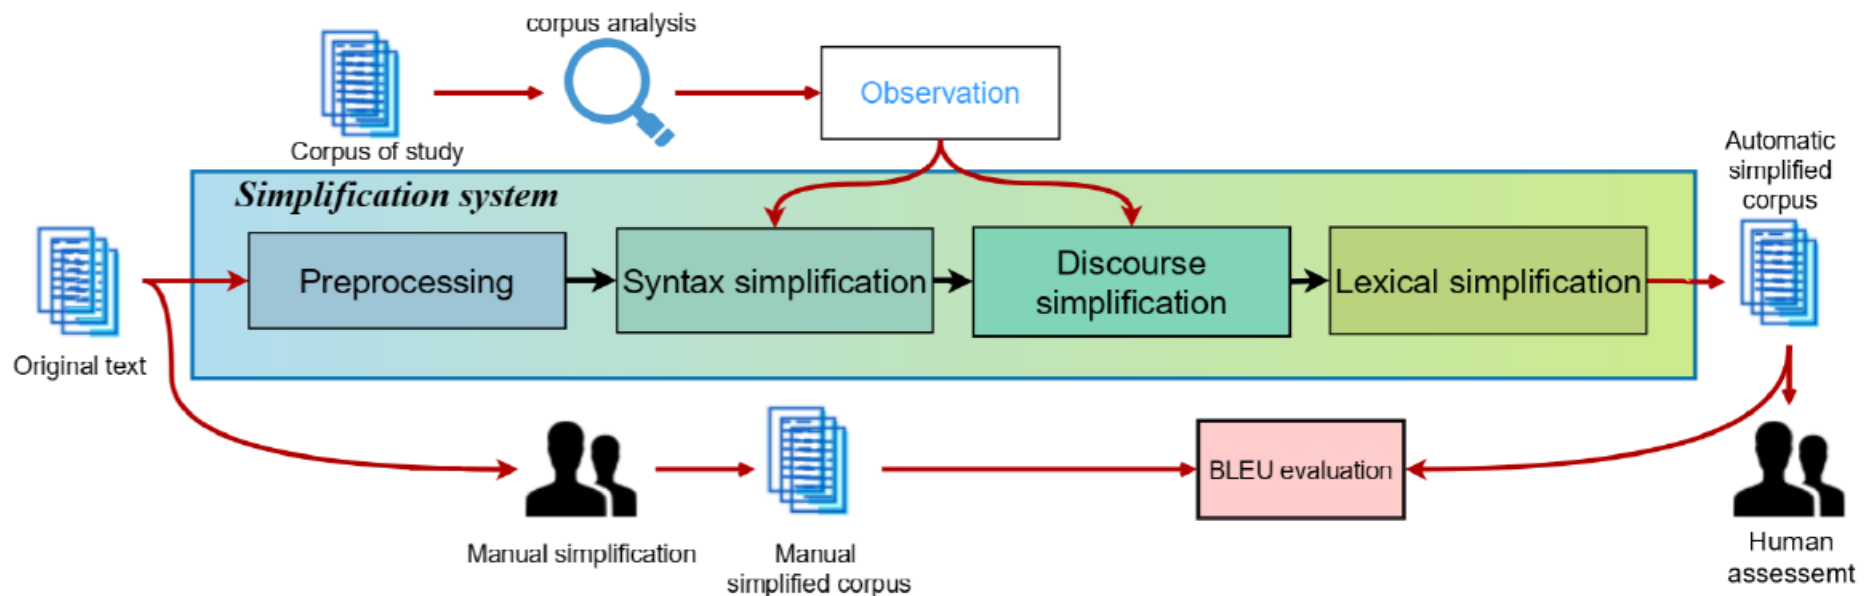 corpus analysis
Observation
Corpus of study
Automatic
simplified
corpus
Simplification system
Preprocessing
Syntax simplification
Discourse
simplification
Lexical simplification
Original text
BLEU evaluation
Manual simplification
Manual
simplified corpus
Human
assessemt